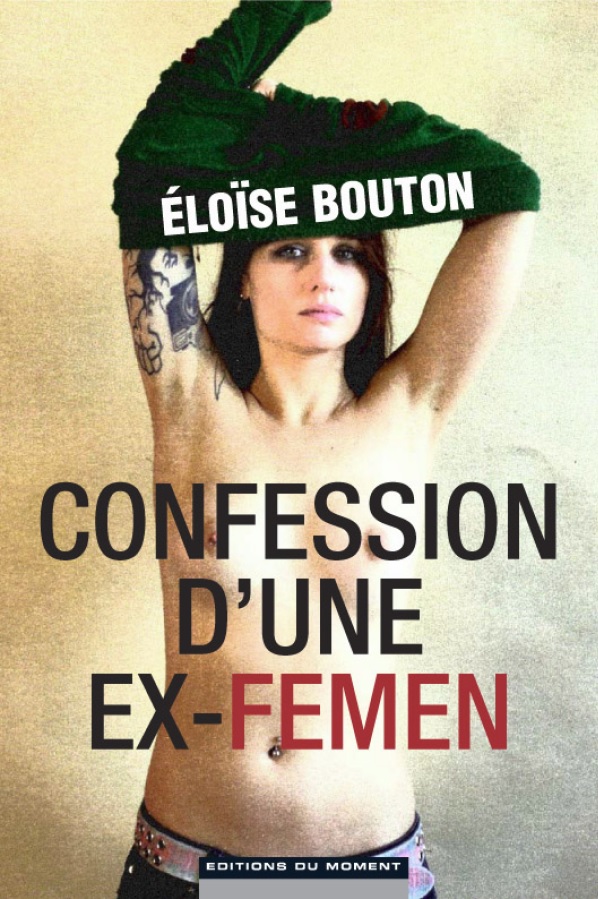 ÉLOÏSE BOUTON
CONFESSION
D’UNE
EX-FEMEN
EDITIONS DU MOMENT